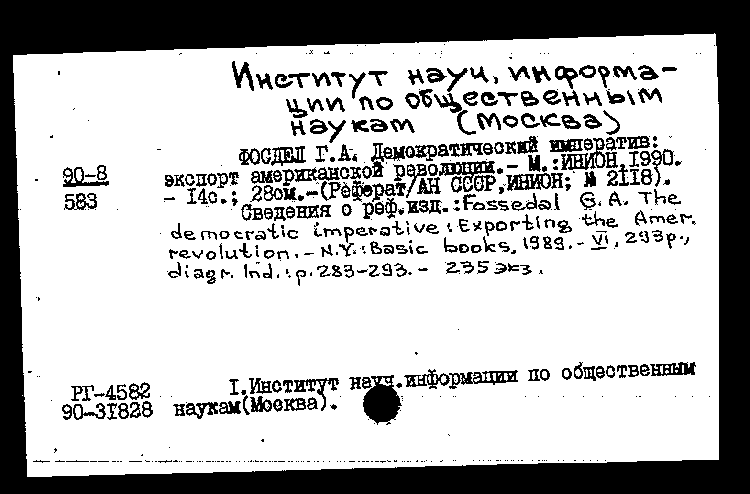 Институт науч. информа-
ции по общественным
наукам (Москва)
ФОСДЕЛ Г.А. Демократический императив:
90-8 экспорт американской революции. - М.:ИНИОН,1990.
583 - 14с.; 28см.-(Реферат/АН СССР,ИНИОН; № 2118).
Сведения о реф.изд.:Fossedal G. A. The
democratic imperative : Exporting the Amer.
revolution. - N.Y.: Basic books, 1989. - VI, 293p.,
diagr. Ind.: p. 283-293. - 235 экз.
РГ-4582 I.Институт науч.информации по общественным
90-31828 наукам(Москва).